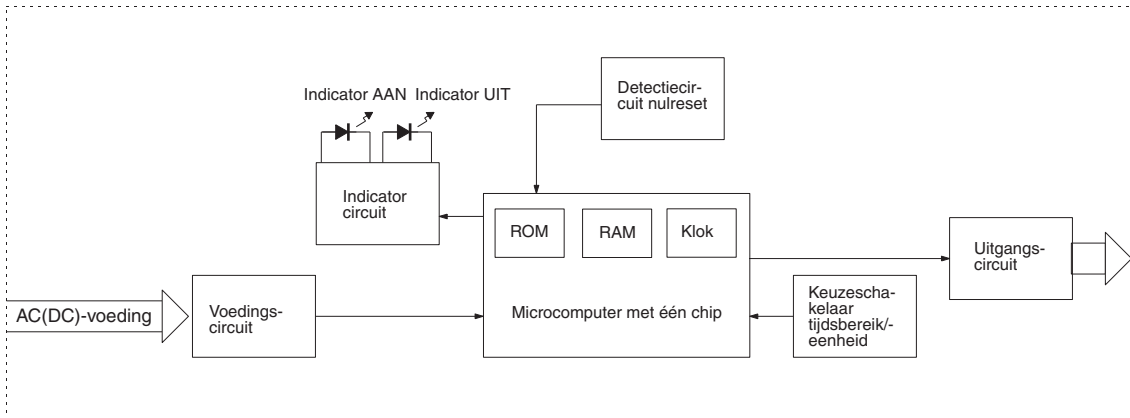 Detectiecir-
cuit nulreset
Indicator AAN
Indicator UIT
Indicator
circuit
ROM
RAM
Klok
Uitgangs-
circuit
AC(DC)-voeding
Voedings-
circuit
Microcomputer met één chip
Keuzescha-
kelaar
tijdsbereik/-
eenheid